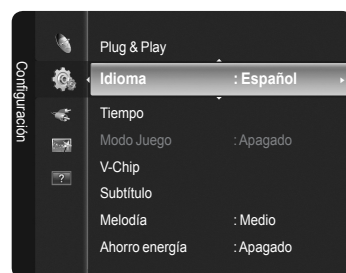 Configuración
Plug & Play
Idioma : Español
Tiempo
Modo Juego : Apagado
V-Chip
Subtítulo
Melodía : Medio
Ahorro energía : Apagado
?